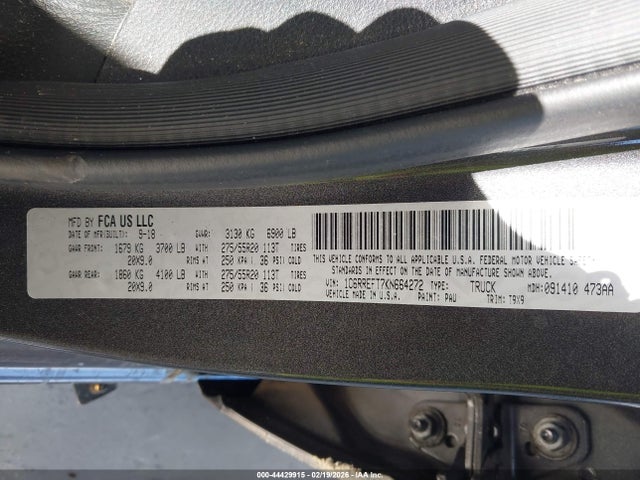 MFD BY FCA US LLC
DATE OF MFR(BUILT): 9-18 GVWR: 3130 KG 6900 LB
GAWR FRONT: 1679 KG 3700 LB WITH 275/55R20 113T TIRES
20X9.0 RIMS AT 250 KPA ( 36 PSI) COLD
GAWR REAR: 1860 KG 4100 LB WITH 275/55R20 113T TIRES
20X9.0 RIMS AT 250 KPA ( 36 PSI) COLD
THIS VEHICLE CONFORMS TO ALL APPLICABLE U.S.A. FEDERAL MOTOR VEHICLE SAFETY
STANDARDS IN EFFECT ON THE DATE OF MANUFACTURE SHOWN ABOVE.
VIN: 1C6RREFT7KN664272 TYPE: TRUCK MDH: 091410 473AA
VEHICLE MADE IN U.S.A. PAINT: PAU TRIM: T9X9
000-44429915 - 02/19/2026 - IAAI.com